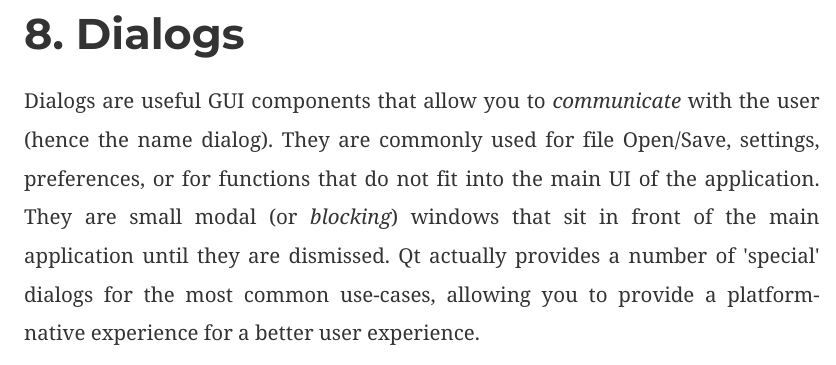 8. Dialogs
Dialogs are useful GUI components that allow you to communicate with the user
(hence the name dialog). They are commonly used for file Open/Save, settings,
preferences, or for functions that do not fit into the main UI of the application.
They are small modal (or blocking) windows that sit in front of the main
application until they are dismissed. Qt actually provides a number of 'special'
dialogs for the most common use-cases, allowing you to provide a platform-
native experience for a better user experience.